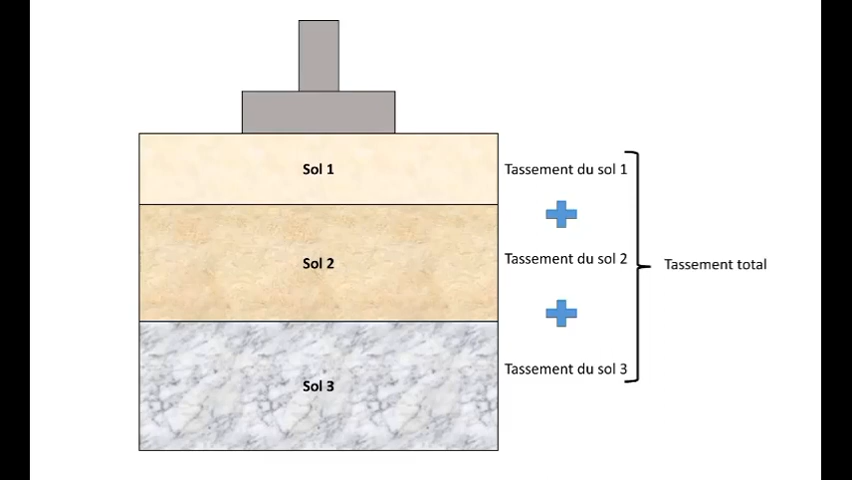 Sol 1
Tassement du sol 1
Sol 2
Tassement du sol 2
Tassement total
Sol 3
Tassement du sol 3